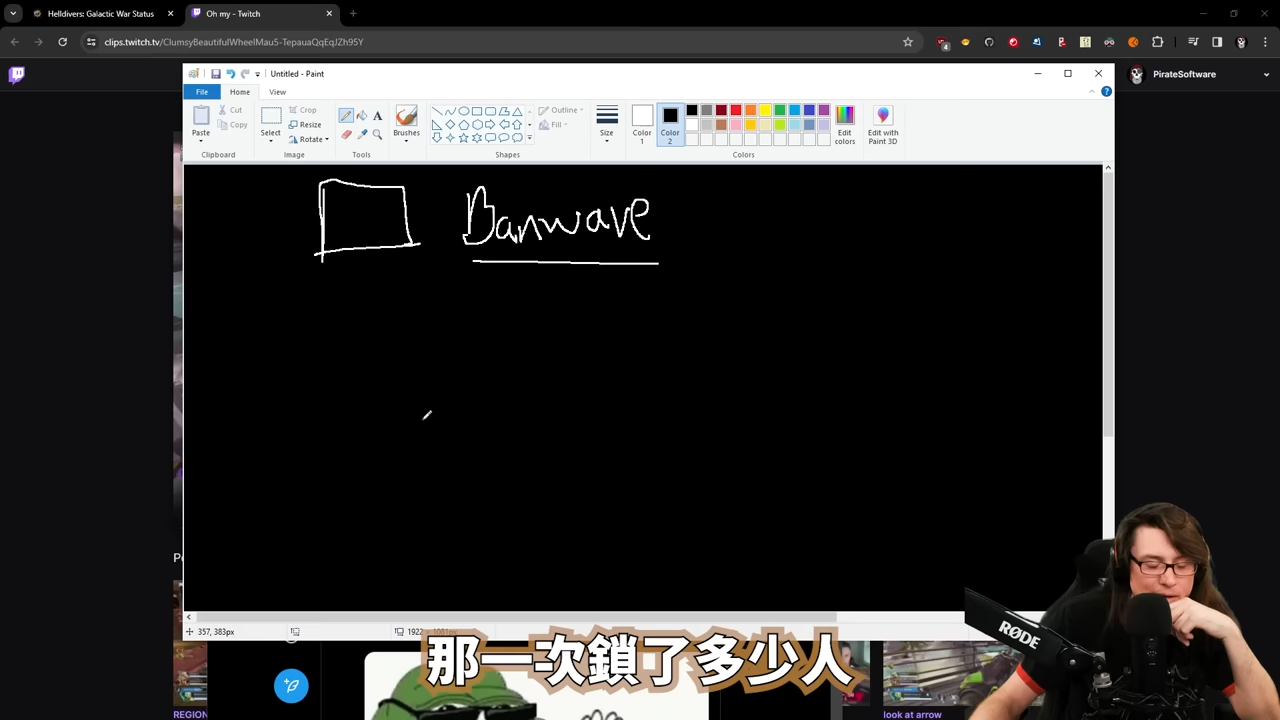 Helldivers: Galactic War Status
Oh my - Twitch
clips.twitch.tv/ClumsyBeautifulWheelMau5-TepauaQqEqJZh95Y
4
PirateSoftware
Untitled - Paint
File
Home
View
Paste
Cut
Copy
Clipboard
Select
Crop
Resize
Rotate
Image
Tools
Brushes
Shapes
Outline
Fill
Size
Color 1
Color 2
Edit colors
Edit with Paint 3D
Colors
Banwave
357, 383px
RØDE
那一次鎖了多少人
REGION
look at arrow